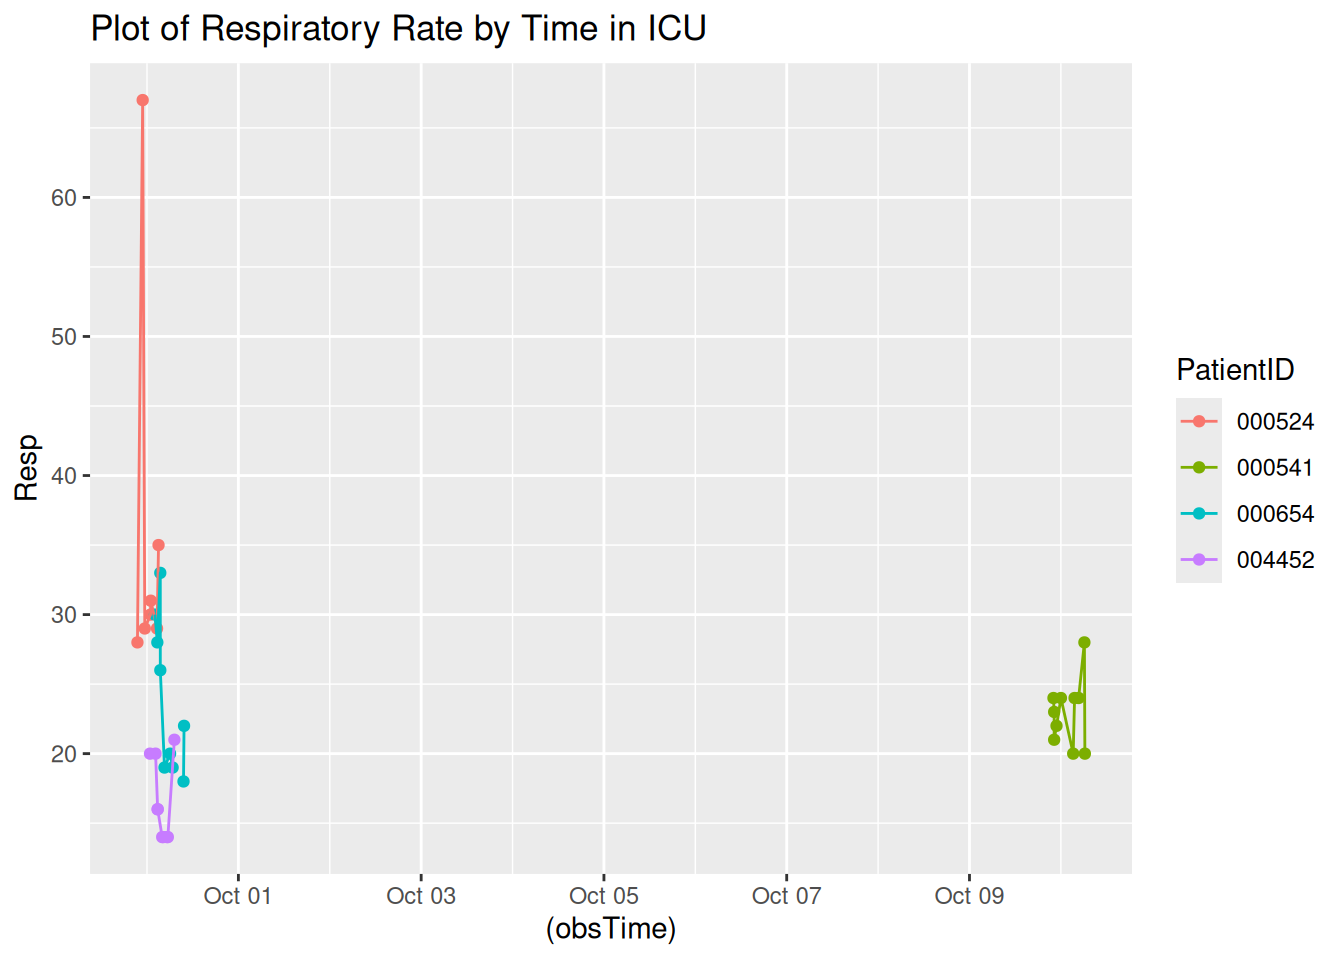 Plot of Respiratory Rate by Time in ICU
60
50
40
30
20
Resp
Oct 01 Oct 03 Oct 05 Oct 07 Oct 09
(obsTime)
PatientID
000524
000541
000654
004452